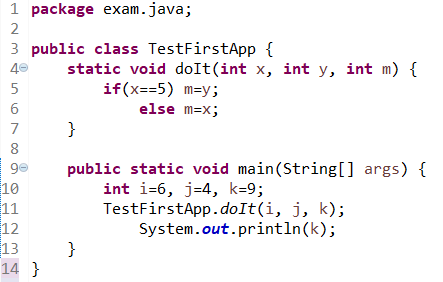 1 package exam.java;
2
3 public class TestFirstApp {
4 static void doIt(int x, int y, int m) {
5 if(x==5) m=y;
6 else m=x;
7 }
8
9 public static void main(String[] args) {
10 int i=6, j=4, k=9;
11 TestFirstApp.doIt(i, j, k);
12 System.out.println(k);
13 }
14 }